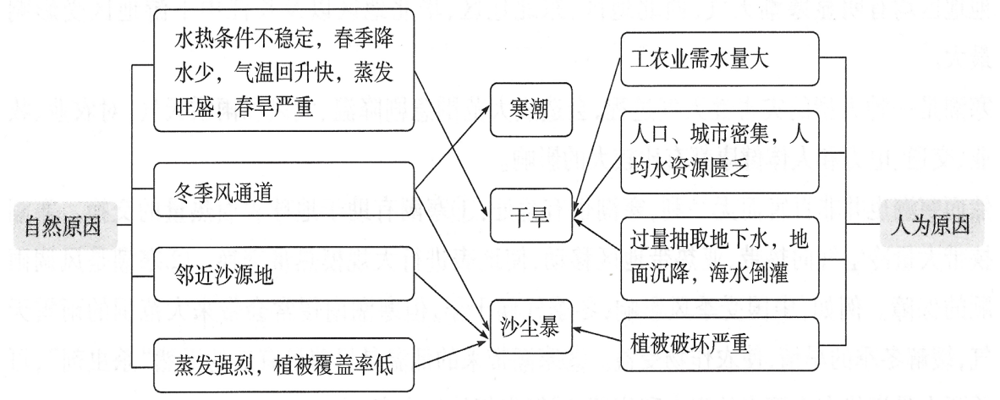 自然原因
水热条件不稳定，春季降
水少，气温回升快，蒸发
旺盛，春旱严重
冬季风通道
邻近沙源地
蒸发强烈，植被覆盖率低
寒潮
干旱
沙尘暴
工农业需水量大
人口、城市密集，人
均水资源匮乏
过量抽取地下水，地
面沉降，海水倒灌
植被破坏严重
人为原因